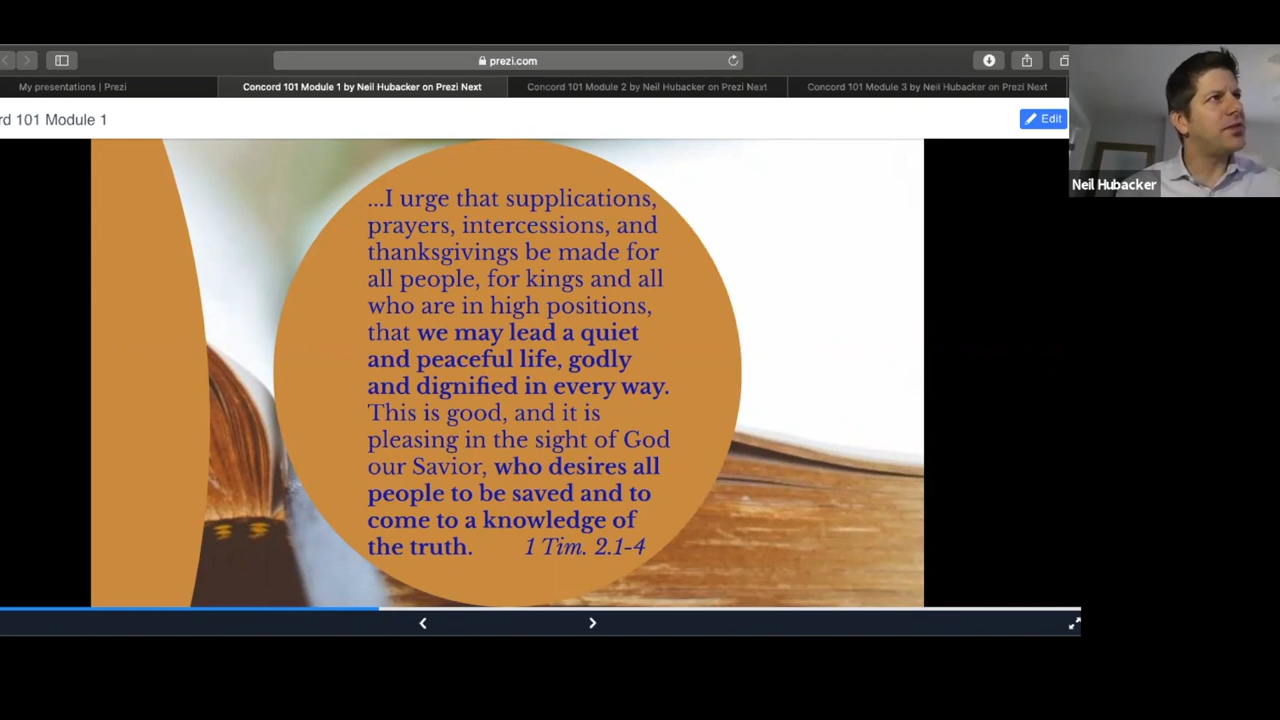 prezi.com
My presentations | Prezi
Concord 101 Module 1 by Neil Hubacker on Prezi Next
Concord 101 Module 2 by Neil Hubacker on Prezi Next
Concord 101 Module 3 by Neil Hubacker on Prezi Next
rd 101 Module 1
Edit
Neil Hubacker
...I urge that supplications,
prayers, intercessions, and
thanksgivings be made for
all people, for kings and all
who are in high positions,
that we may lead a quiet
and peaceful life, godly
and dignified in every way.
This is good, and it is
pleasing in the sight of God
our Savior, who desires all
people to be saved and to
come to a knowledge of
the truth. 1 Tim. 2.1-4